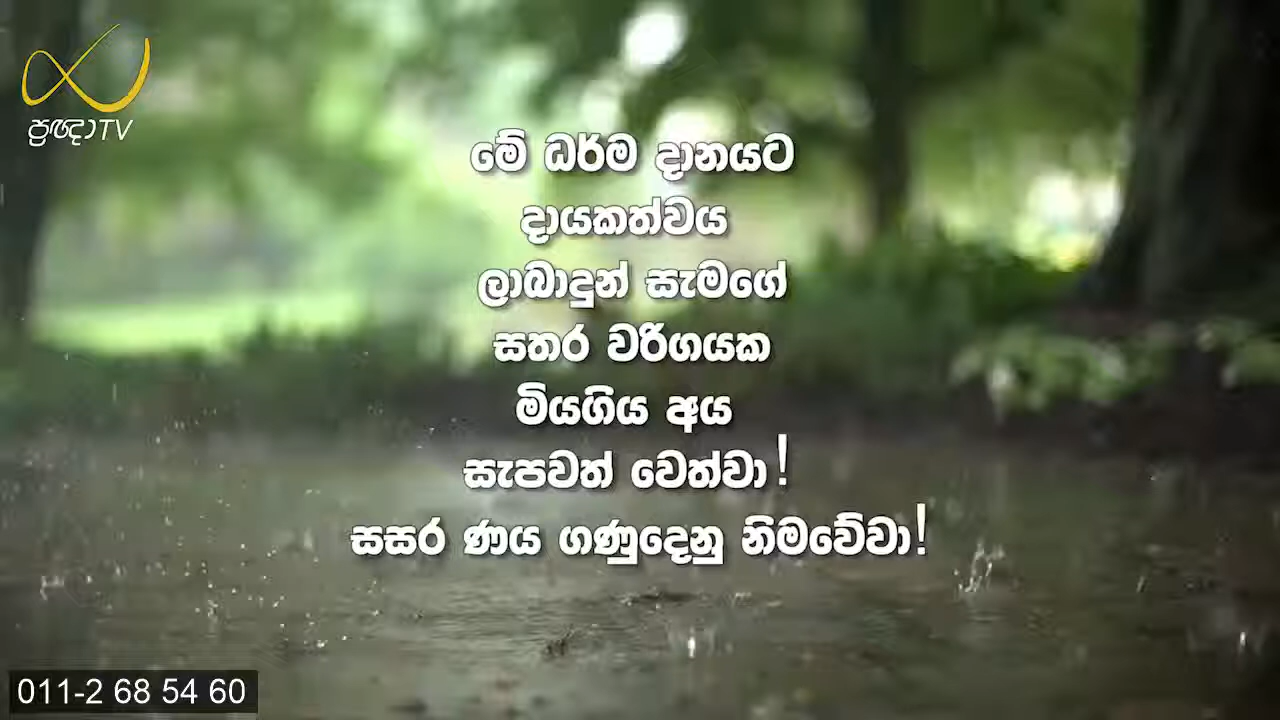 ප්‍රඥාTV
මේ ධර්ම දානයට
දායකත්වය
ලාබාදුන් සැමගේ
සතර වරිගයක
මියගිය අය
සැපවත් වෙත්වා!
සසර ණය ගණුදෙනු නිමවේවා!
011-2 68 54 60